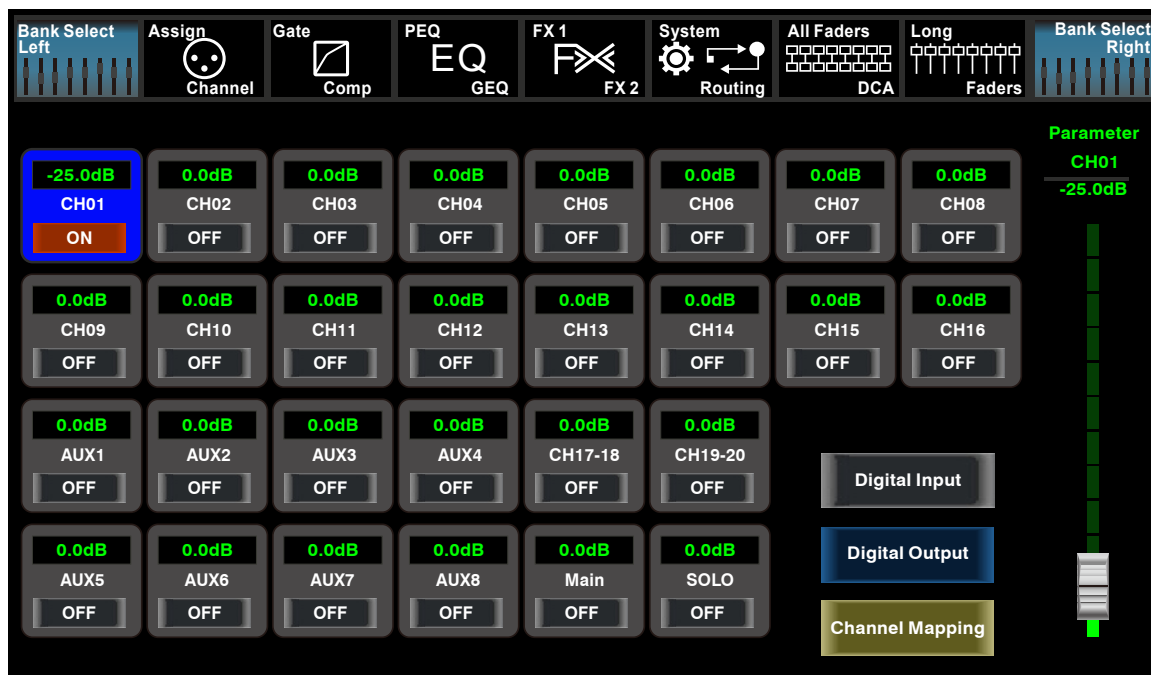 Bank Select
Left
Assign
Channel
Gate
Comp
PEQ
EQ
GEQ
FX 1
FX 2
System
Routing
All Faders
DCA
Long
Faders
Bank Select
Right
Parameter
CH01
-25.0dB
-25.0dB 0.0dB 0.0dB 0.0dB 0.0dB 0.0dB 0.0dB 0.0dB
CH01 CH02 CH03 CH04 CH05 CH06 CH07 CH08
ON OFF OFF OFF OFF OFF OFF OFF
0.0dB 0.0dB 0.0dB 0.0dB 0.0dB 0.0dB 0.0dB 0.0dB
CH09 CH10 CH11 CH12 CH13 CH14 CH15 CH16
OFF OFF OFF OFF OFF OFF OFF OFF
0.0dB 0.0dB 0.0dB 0.0dB 0.0dB 0.0dB
AUX1 AUX2 AUX3 AUX4 CH17-18 CH19-20
OFF OFF OFF OFF OFF OFF
0.0dB 0.0dB 0.0dB 0.0dB 0.0dB 0.0dB
AUX5 AUX6 AUX7 AUX8 Main SOLO
OFF OFF OFF OFF OFF OFF
Digital Input
Digital Output
Channel Mapping